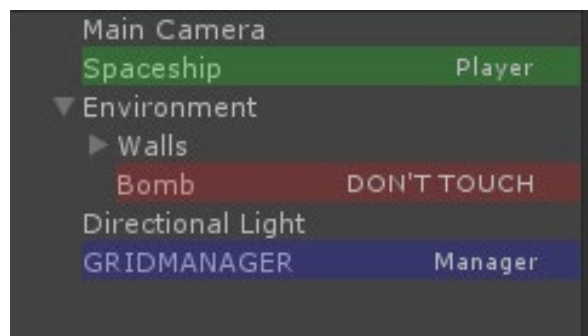 Main Camera
Spaceship Player
Environment
Walls
Bomb DON'T TOUCH
Directional Light
GRIDMANAGER Manager